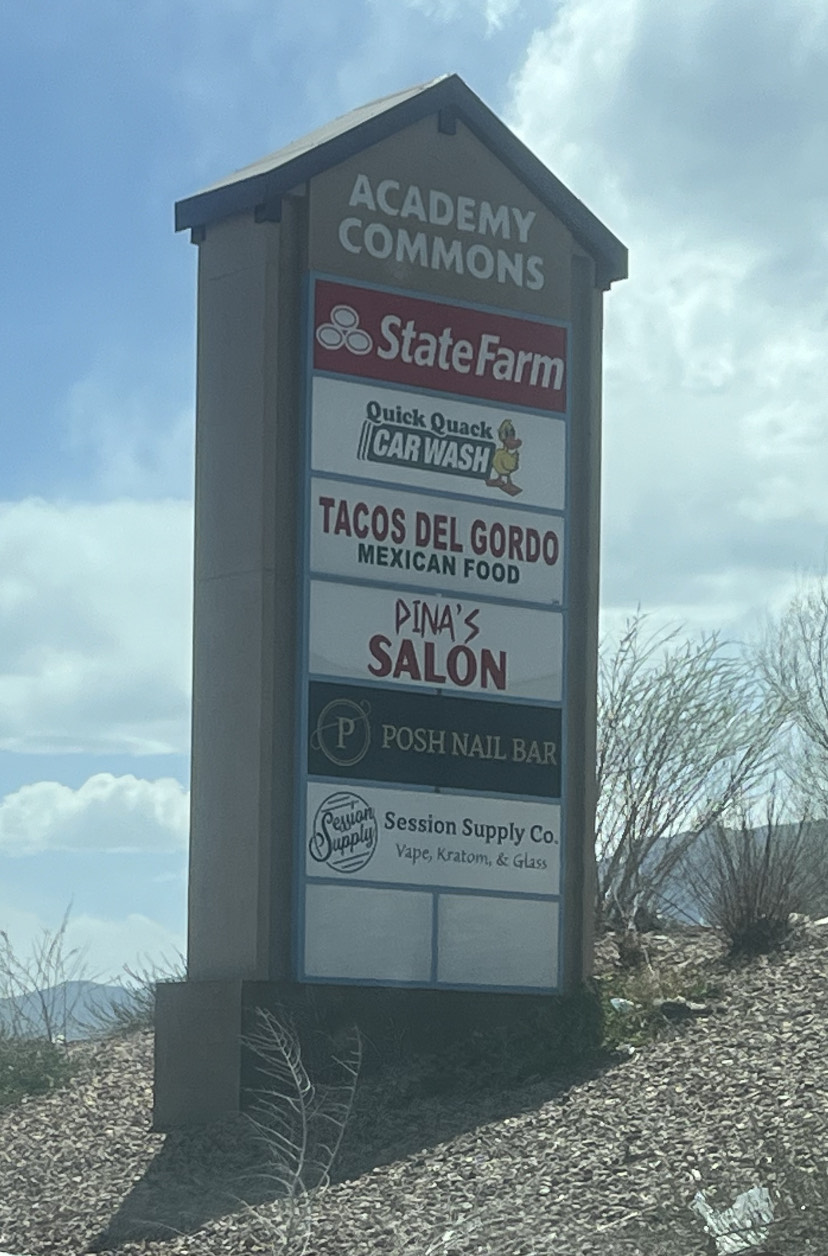 ACADEMY
COMMONS
StateFarm
Quick Quack
CAR WASH
TACOS DEL GORDO
MEXICAN FOOD
DINA'S
SALON
P POSH NAIL BAR
Session
Supply
Session Supply Co.
Vape, Kratom, & Glass